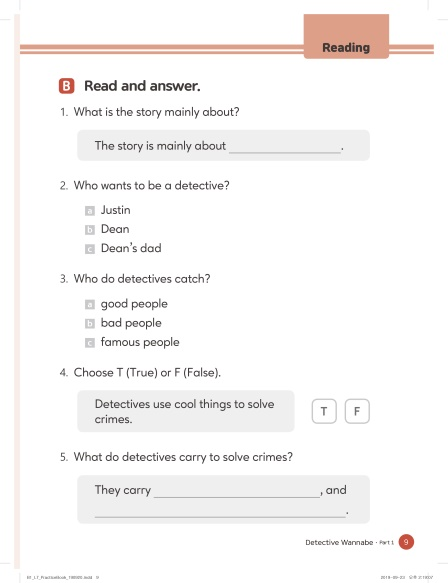 Reading
B Read and answer.
1. What is the story mainly about?
The story is mainly about ____________________.
2. Who wants to be a detective?
a Justin
b Dean
c Dean's dad
3. Who do detectives catch?
a good people
b bad people
c famous people
4. Choose T (True) or F (False).
Detectives use cool things to solve
crimes.
T F
5. What do detectives carry to solve crimes?
They carry ______________________________, and
_____________________________________________.
Detective Wannabe · Part 1 9